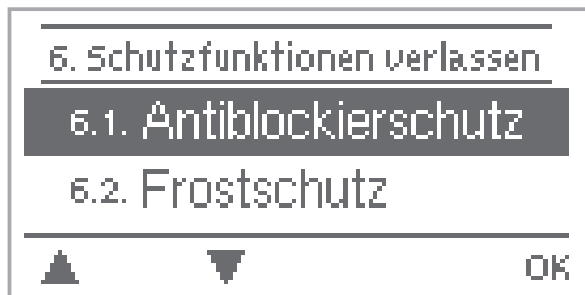 6. Schutzfunktionen verlassen
6.1. Antiblockierschutz
6.2. Frostschutz
OK